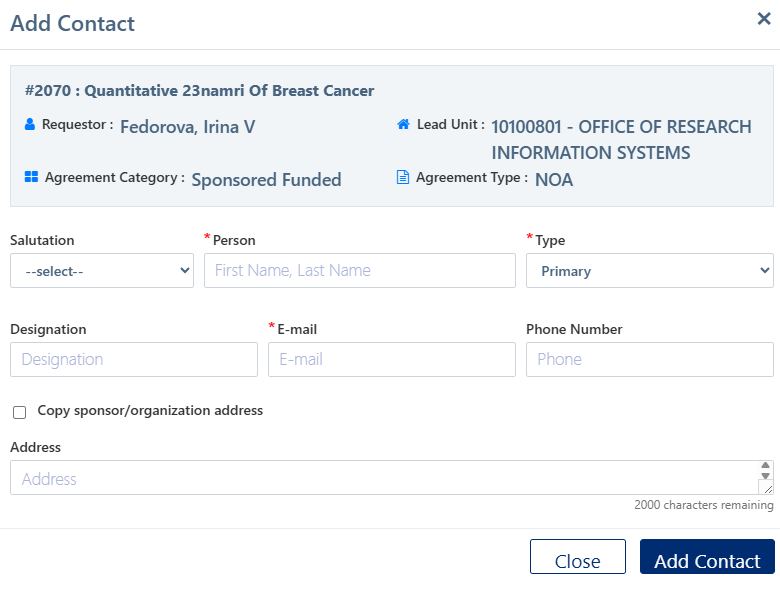 Add Contact
#2070 : Quantitative 23namri Of Breast Cancer
Requestor : Fedorova, Irina V
Lead Unit : 10100801 - OFFICE OF RESEARCH
INFORMATION SYSTEMS
Agreement Category : Sponsored Funded
Agreement Type : NOA
Salutation * Person * Type
--select-- First Name, Last Name Primary
Designation * E-mail Phone Number
Designation E-mail Phone
Copy sponsor/organization address
Address
Address
2000 characters remaining
Close Add Contact